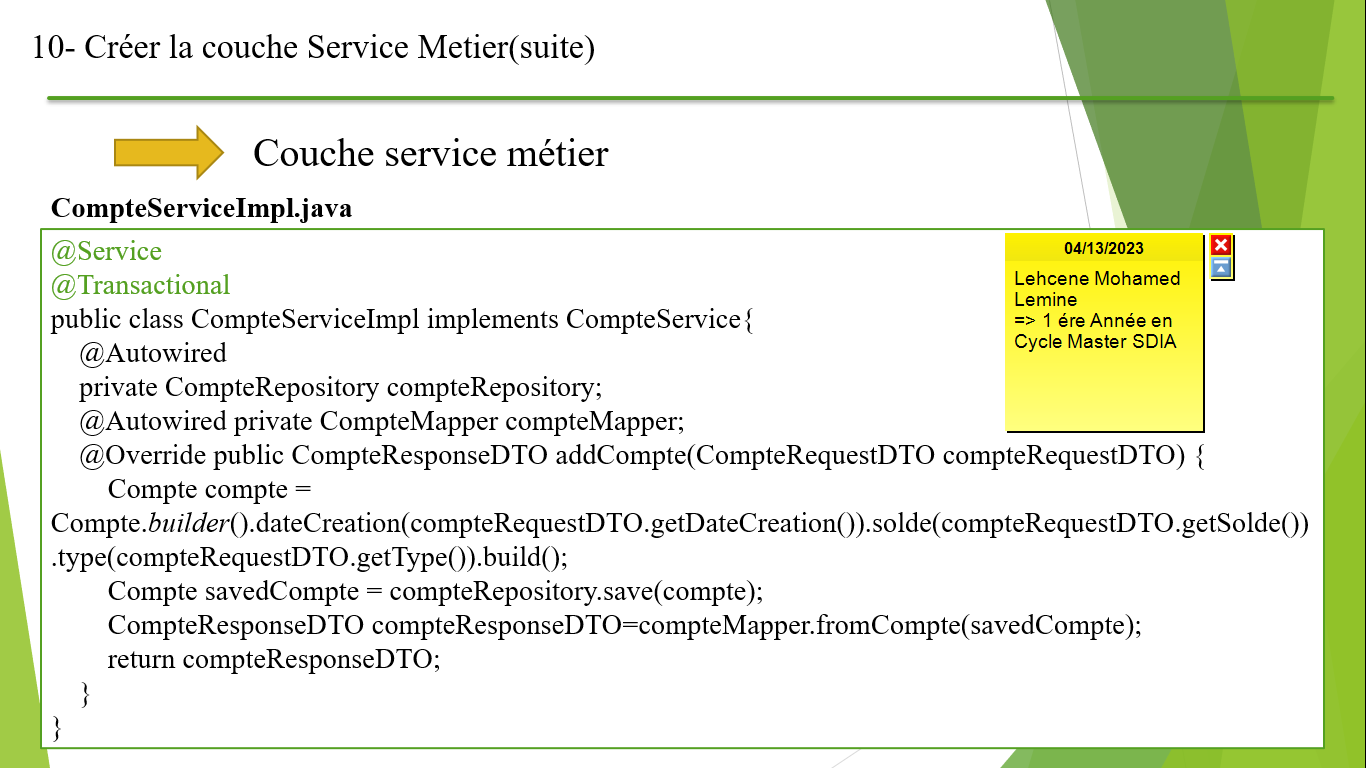 10- Créer la couche Service Metier(suite)
Couche service métier
CompteServiceImpl.java
@Service
@Transactional
public class CompteServiceImpl implements CompteService{
@Autowired
private CompteRepository compteRepository;
@Autowired private CompteMapper compteMapper;
@Override public CompteResponseDTO addCompte(CompteRequestDTO compteRequestDTO) {
Compte compte =
Compte.builder().dateCreation(compteRequestDTO.getDateCreation()).solde(compteRequestDTO.getSolde())
.type(compteRequestDTO.getType()).build();
Compte savedCompte = compteRepository.save(compte);
CompteResponseDTO compteResponseDTO=compteMapper.fromCompte(savedCompte);
return compteResponseDTO;
}
}
04/13/2023
Lehcene Mohamed
Lemine
=> 1 ére Année en
Cycle Master SDIA